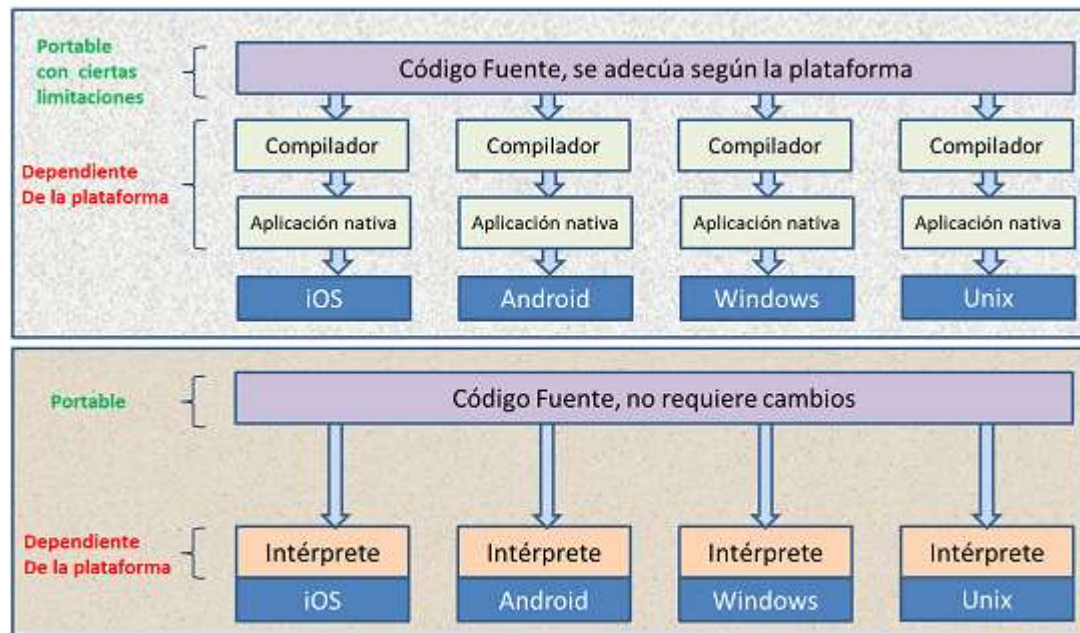 Portable
con ciertas
limitaciones
Código Fuente, se adecúa según la plataforma
Dependiente
De la plataforma
Compilador
Compilador
Compilador
Compilador
Aplicación nativa
Aplicación nativa
Aplicación nativa
Aplicación nativa
iOS
Android
Windows
Unix
Portable
Código Fuente, no requiere cambios
Dependiente
De la plataforma
Intérprete
Intérprete
Intérprete
Intérprete
iOS
Android
Windows
Unix